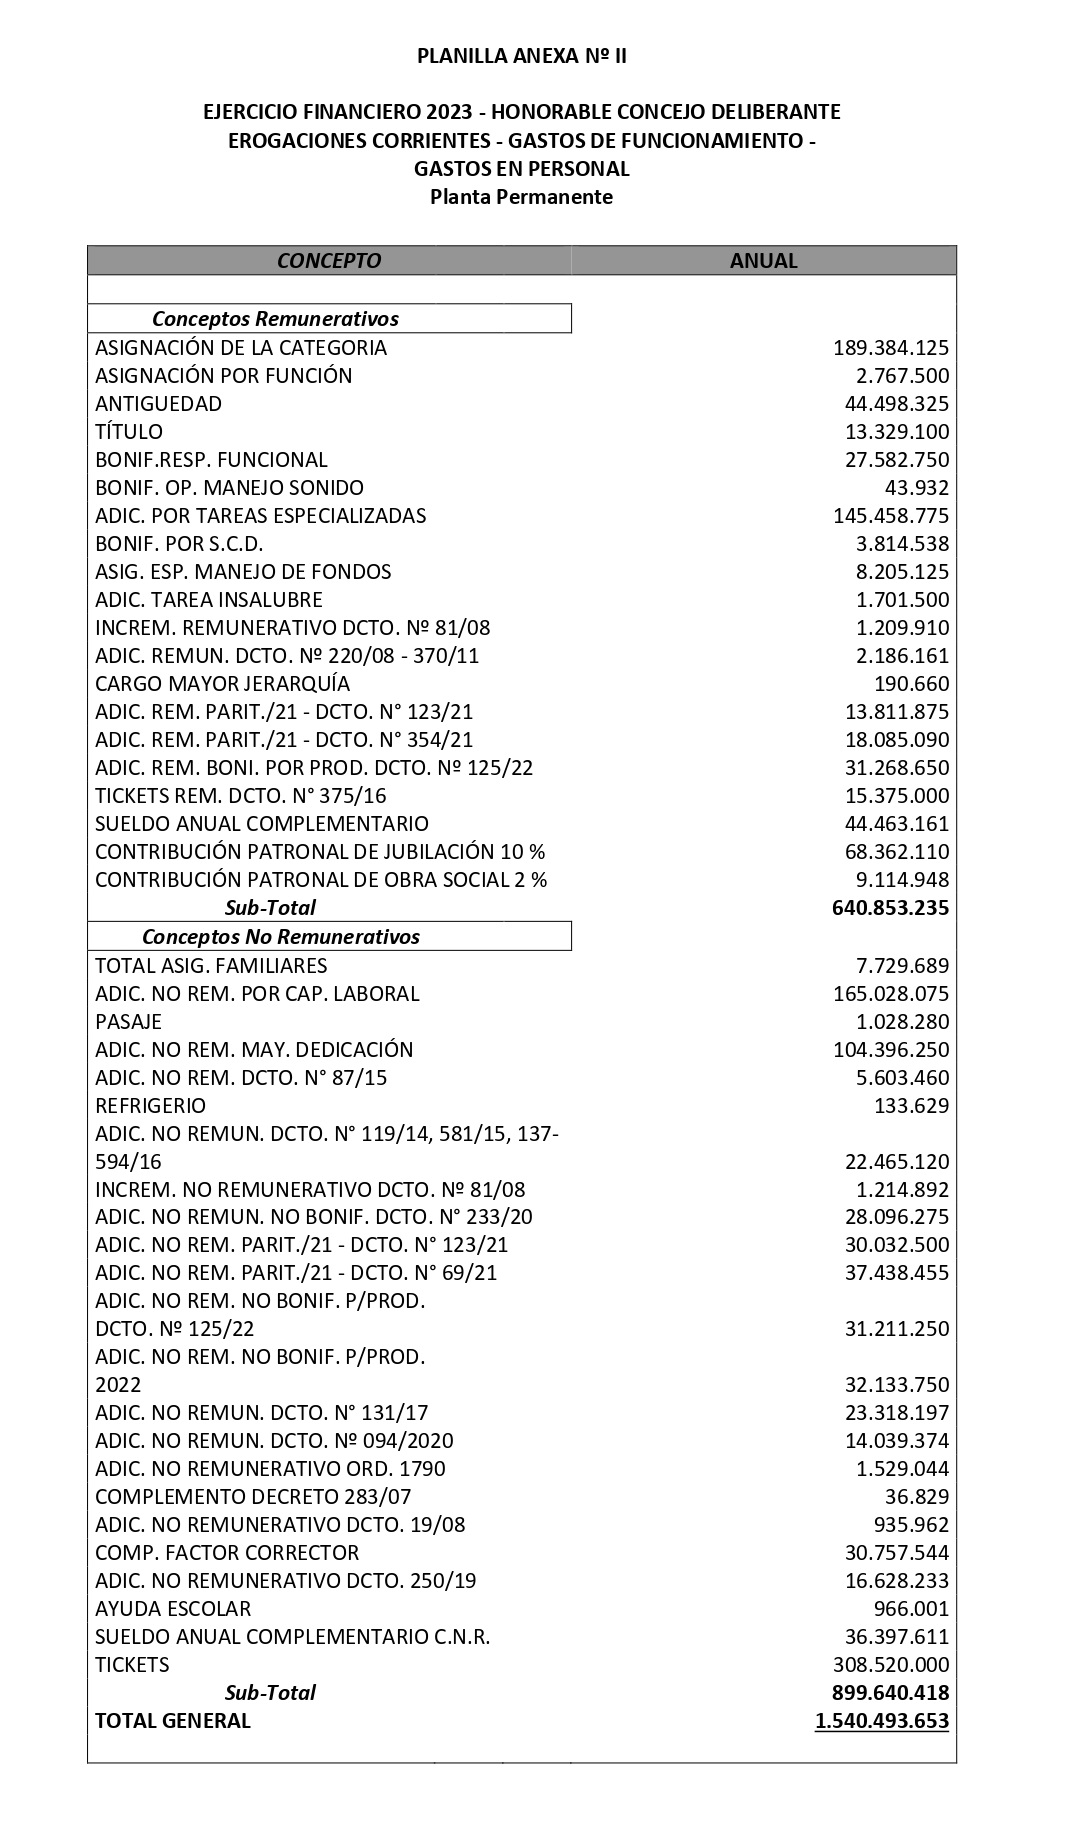 PLANILLA ANEXA Nº II
EJERCICIO FINANCIERO 2023 - HONORABLE CONCEJO DELIBERANTE
EROGACIONES CORRIENTES - GASTOS DE FUNCIONAMIENTO -
GASTOS EN PERSONAL
Planta Permanente
CONCEPTO ANUAL
Conceptos Remunerativos
ASIGNACIÓN DE LA CATEGORIA 189.384.125
ASIGNACIÓN POR FUNCIÓN 2.767.500
ANTIGUEDAD 44.498.325
TÍTULO 13.329.100
BONIF.RESP. FUNCIONAL 27.582.750
BONIF. OP. MANEJO SONIDO 43.932
ADIC. POR TAREAS ESPECIALIZADAS 145.458.775
BONIF. POR S.C.D. 3.814.538
ASIG. ESP. MANEJO DE FONDOS 8.205.125
ADIC. TAREA INSALUBRE 1.701.500
INCREM. REMUNERATIVO DCTO. Nº 81/08 1.209.910
ADIC. REMUN. DCTO. Nº 220/08 - 370/11 2.186.161
CARGO MAYOR JERARQUÍA 190.660
ADIC. REM. PARIT./21 - DCTO. N° 123/21 13.811.875
ADIC. REM. PARIT./21 - DCTO. N° 354/21 18.085.090
ADIC. REM. BONI. POR PROD. DCTO. Nº 125/22 31.268.650
TICKETS REM. DCTO. N° 375/16 15.375.000
SUELDO ANUAL COMPLEMENTARIO 44.463.161
CONTRIBUCIÓN PATRONAL DE JUBILACIÓN 10 % 68.362.110
CONTRIBUCIÓN PATRONAL DE OBRA SOCIAL 2 % 9.114.948
Sub-Total 640.853.235
Conceptos No Remunerativos
TOTAL ASIG. FAMILIARES 7.729.689
ADIC. NO REM. POR CAP. LABORAL 165.028.075
PASAJE 1.028.280
ADIC. NO REM. MAY. DEDICACIÓN 104.396.250
ADIC. NO REM. DCTO. N° 87/15 5.603.460
REFRIGERIO 133.629
ADIC. NO REMUN. DCTO. N° 119/14, 581/15, 137-
594/16 22.465.120
INCREM. NO REMUNERATIVO DCTO. Nº 81/08 1.214.892
ADIC. NO REMUN. NO BONIF. DCTO. N° 233/20 28.096.275
ADIC. NO REM. PARIT./21 - DCTO. N° 123/21 30.032.500
ADIC. NO REM. PARIT./21 - DCTO. N° 69/21 37.438.455
ADIC. NO REM. NO BONIF. P/PROD.
DCTO. Nº 125/22 31.211.250
ADIC. NO REM. NO BONIF. P/PROD.
2022 32.133.750
ADIC. NO REMUN. DCTO. N° 131/17 23.318.197
ADIC. NO REMUN. DCTO. Nº 094/2020 14.039.374
ADIC. NO REMUNERATIVO ORD. 1790 1.529.044
COMPLEMENTO DECRETO 283/07 36.829
ADIC. NO REMUNERATIVO DCTO. 19/08 935.962
COMP. FACTOR CORRECTOR 30.757.544
ADIC. NO REMUNERATIVO DCTO. 250/19 16.628.233
AYUDA ESCOLAR 966.001
SUELDO ANUAL COMPLEMENTARIO C.N.R. 36.397.611
TICKETS 308.520.000
Sub-Total 899.640.418
TOTAL GENERAL 1.540.493.653